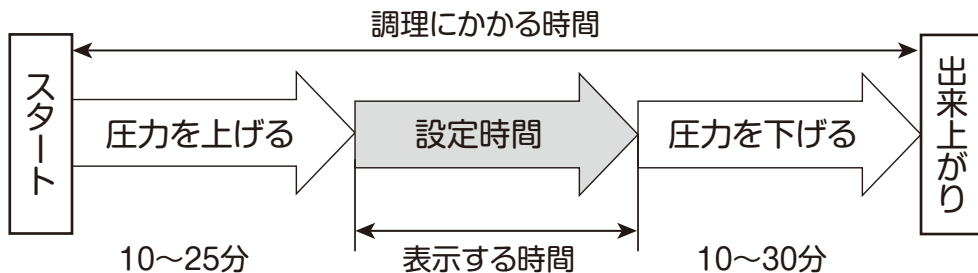 調理にかかる時間
スタート
圧力を上げる
設定時間
圧力を下げる
出来上がり
10〜25分
表示する時間
10〜30分